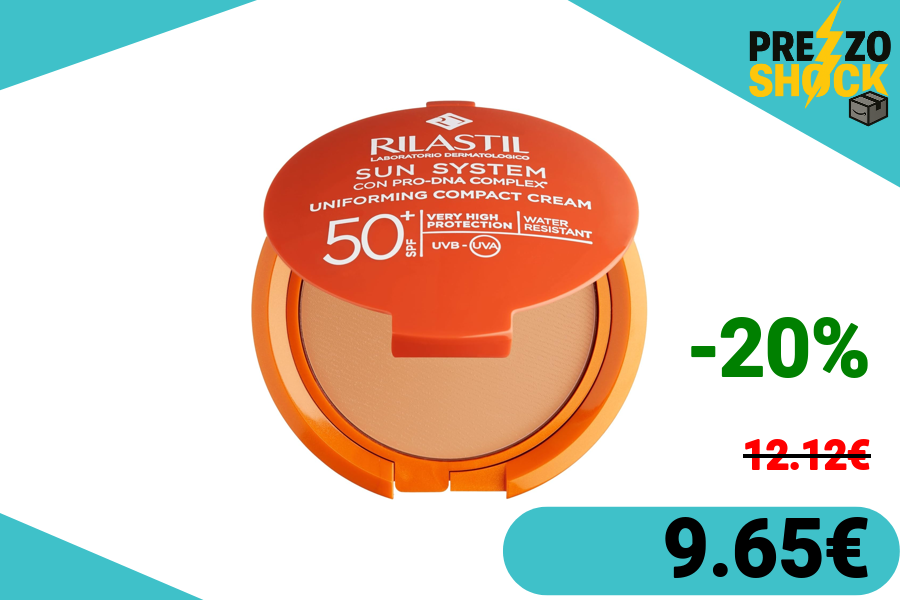 PREZZO
SHOCK
RILASTIL
LABORATORIO DERMATOLOGICO
SUN SYSTEM
CON PRO-DNA COMPLEX®
UNIFORMING COMPACT CREAM
50+ SPF
VERY HIGH PROTECTION
WATER RESISTANT
UVB - UVA
-20%
12.12€
9.65€